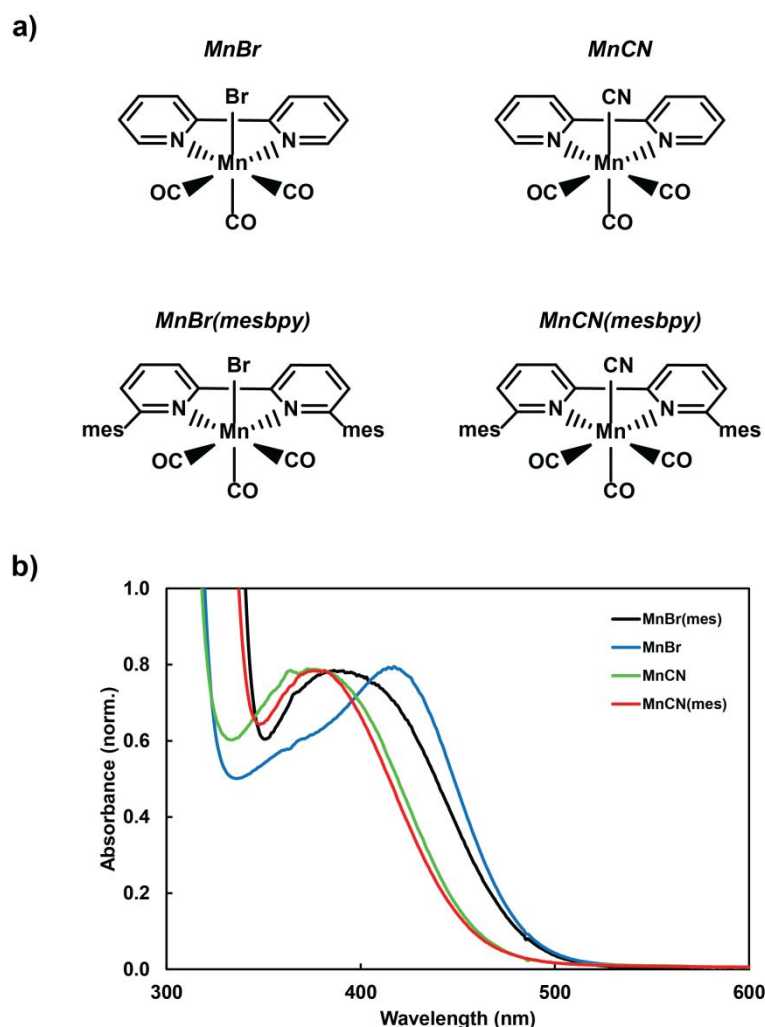 a)
MnBr
MnCN
Br
CN
N
N
N
N
Mn
Mn
OC
CO
OC
CO
CO
CO
MnBr(mesbpy)
MnCN(mesbpy)
Br
CN
N
N
N
N
mes
Mn
mes
mes
Mn
mes
OC
CO
OC
CO
CO
CO
b)
1.0
0.8
0.6
0.4
0.2
0.0
Absorbance (norm.)
MnBr(mes)
MnBr
MnCN
MnCN(mes)
300
400
500
600
Wavelength (nm)